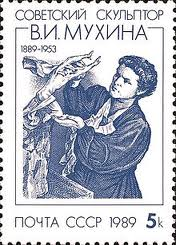 СОВЕТСКИЙ СКУЛЬПТОР
В.И.МУХИНА
1889-1953
ПОЧТА СССР 1989 5к